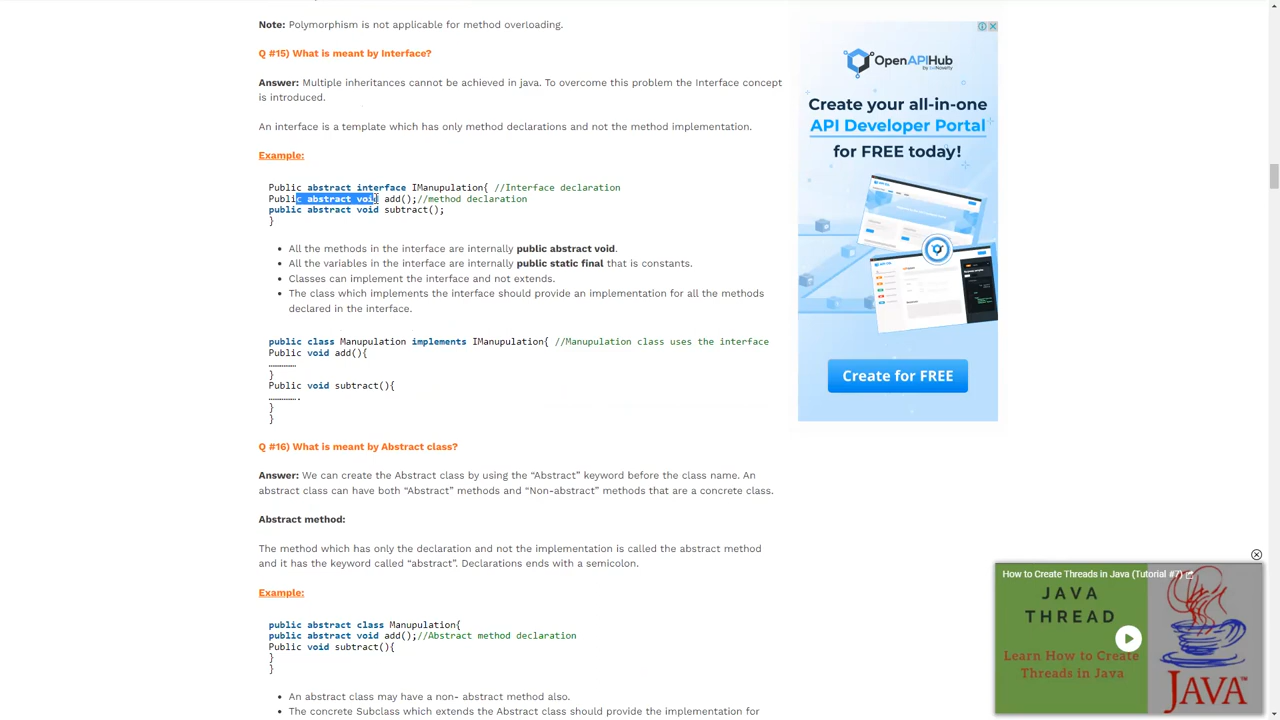 Note: Polymorphism is not applicable for method overloading.
Q #15) What is meant by Interface?
Answer: Multiple inheritances cannot be achieved in java. To overcome this problem the Interface concept
is introduced.
An interface is a template which has only method declarations and not the method implementation.
Example:
Public abstract interface IManupulation{ //Interface declaration
Public abstract void add();//method declaration
public abstract void subtract();
}
All the methods in the interface are internally public abstract void.
All the variables in the interface are internally public static final that is constants.
Classes can implement the interface and not extends.
The class which implements the interface should provide an implementation for all the methods
declared in the interface.
public class Manupulation implements IManupulation{ //Manupulation class uses the interface
Public void add(){
……………
}
Public void subtract(){
…………….
}
}
Q #16) What is meant by Abstract class?
Answer: We can create the Abstract class by using the “Abstract” keyword before the class name. An
abstract class can have both “Abstract” methods and “Non-abstract” methods that are a concrete class.
Abstract method:
The method which has only the declaration and not the implementation is called the abstract method
and it has the keyword called “abstract”. Declarations ends with a semicolon.
Example:
public abstract class Manupulation{
public abstract void add();//Abstract method declaration
Public void subtract(){
}
}
An abstract class may have a non- abstract method also.
The concrete Subclass which extends the Abstract class should provide the implementation for
OpenAPIHub
Create your all-in-one
API Developer Portal
for FREE today!
Create for FREE
How to Create Threads in Java (Tutorial #7)
JAVA
THREAD
Learn How to Create
Threads in Java
JAVA